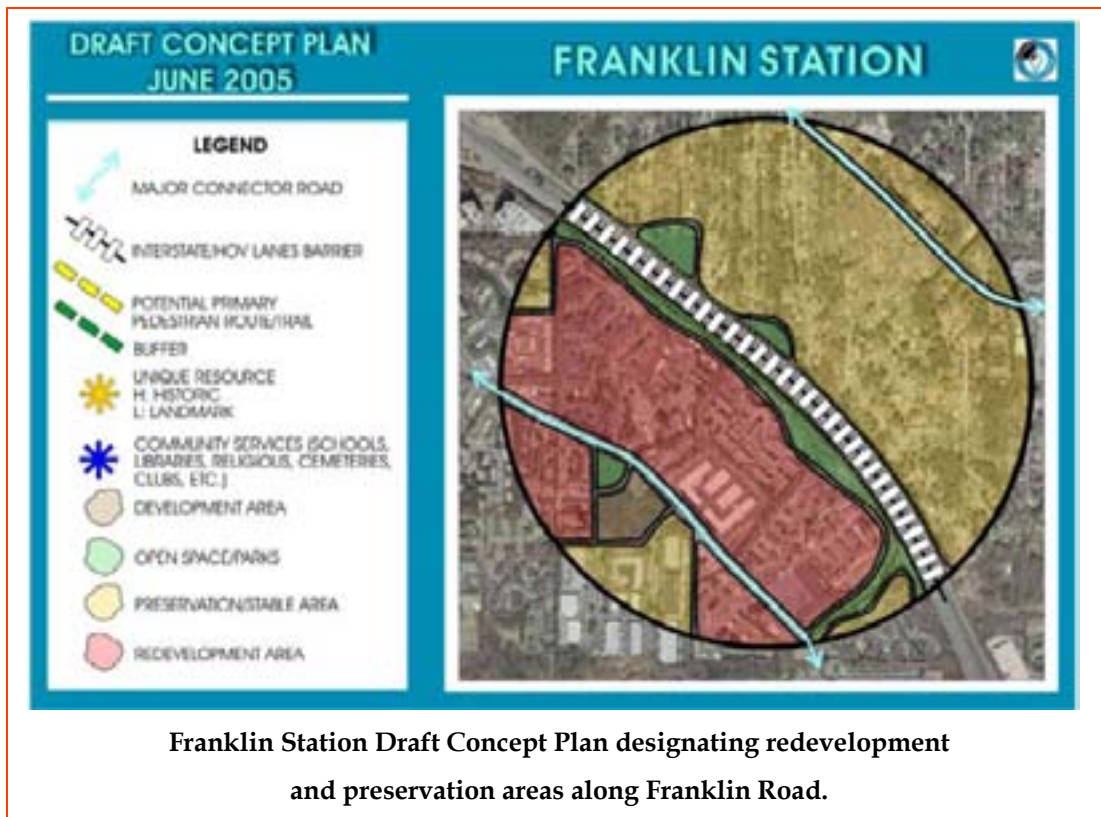 DRAFT CONCEPT PLAN
JUNE 2005
FRANKLIN STATION
LEGEND
MAJOR CONNECTOR ROAD
INTERSTATE/HOV LANES BARRIER
POTENTIAL PRIMARY
PEDESTRIAN ROUTE/TRAIL
BUFFER
UNIQUE RESOURCE
H: HISTORIC
L: LANDMARK
COMMUNITY SERVICES (SCHOOLS,
LIBRARIES, RELIGIOUS, CEMETERIES,
CLUBS, ETC.)
DEVELOPMENT AREA
OPEN SPACE/PARKS
PRESERVATION/STABLE AREA
REDEVELOPMENT AREA
Franklin Station Draft Concept Plan designating redevelopment
and preservation areas along Franklin Road.